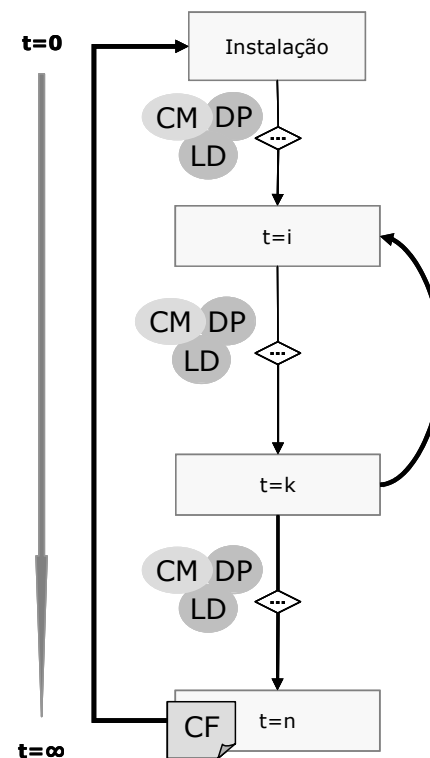 t=0
Instalação
CM DP
LD
...
t=i
CM DP
LD
...
t=k
CM DP
LD
...
CF
t=n
t=∞